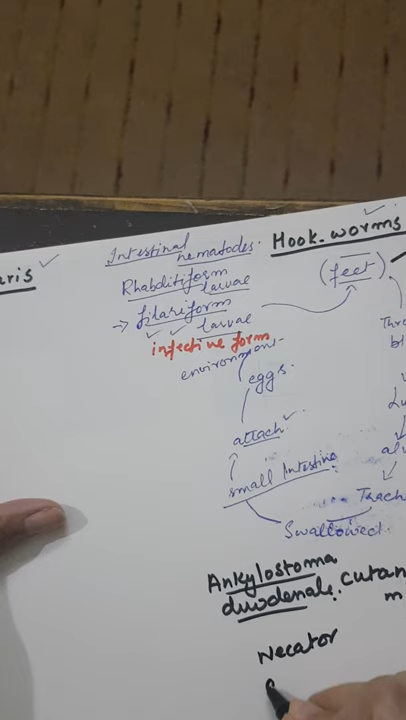 Intestinal nematodes.
Hook-worms
aris
Rhabditiform
larvae
(feet)
→ filariform
larvae
infective form
environment
eggs.
attach
small Intestine
Swallowed.
Ankylostoma
duodenale.
Necator